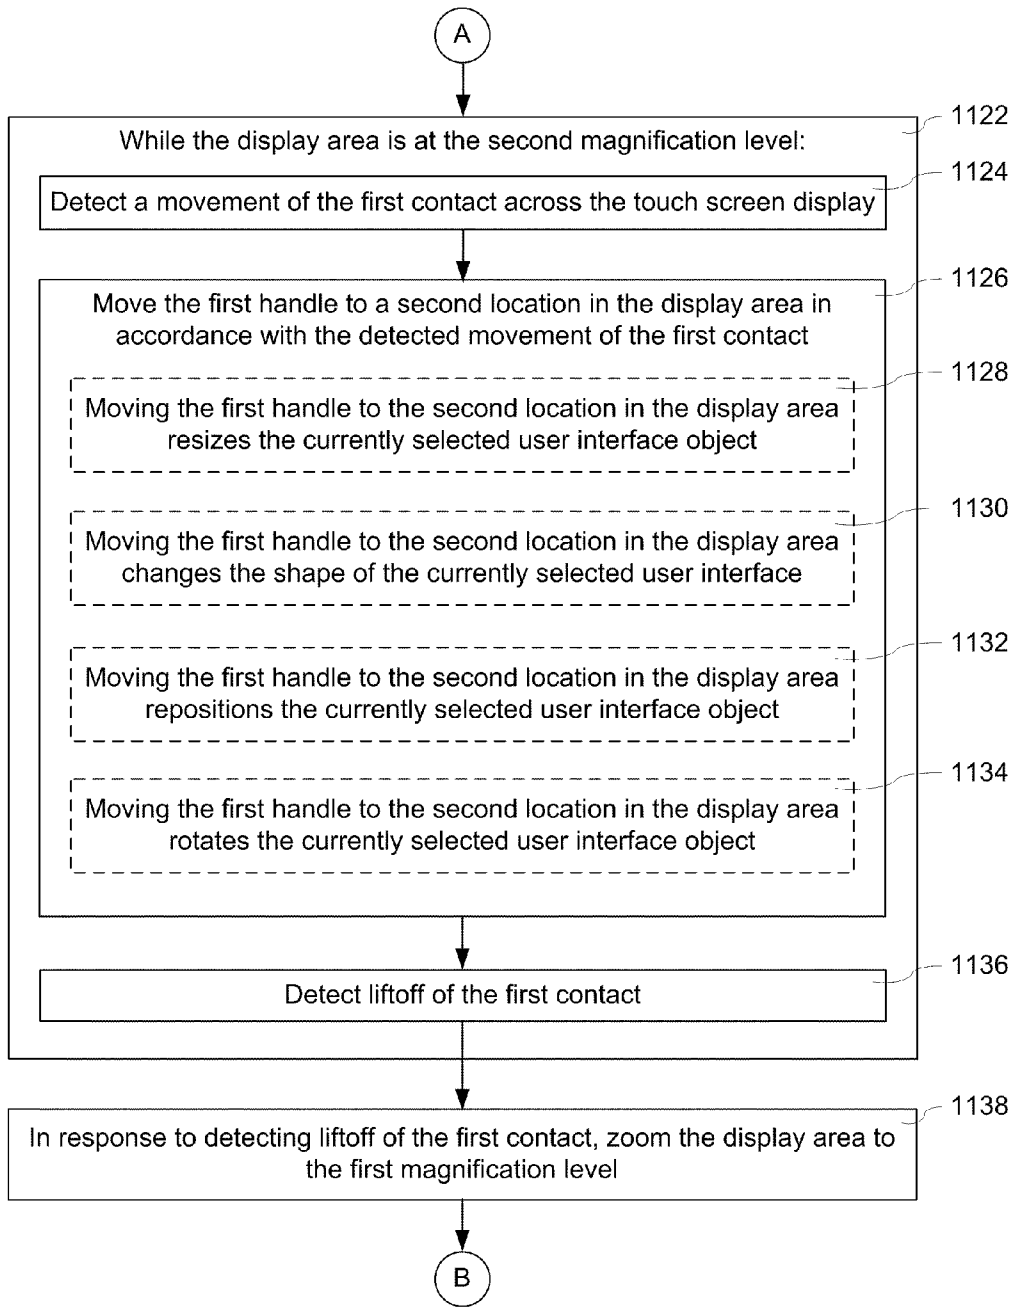 A
1122
While the display area is at the second magnification level:
1124
Detect a movement of the first contact across the touch screen display
1126
Move the first handle to a second location in the display area in
accordance with the detected movement of the first contact
1128
Moving the first handle to the second location in the display area
resizes the currently selected user interface object
1130
Moving the first handle to the second location in the display area
changes the shape of the currently selected user interface
1132
Moving the first handle to the second location in the display area
repositions the currently selected user interface object
1134
Moving the first handle to the second location in the display area
rotates the currently selected user interface object
1136
Detect liftoff of the first contact
1138
In response to detecting liftoff of the first contact, zoom the display area to
the first magnification level
B